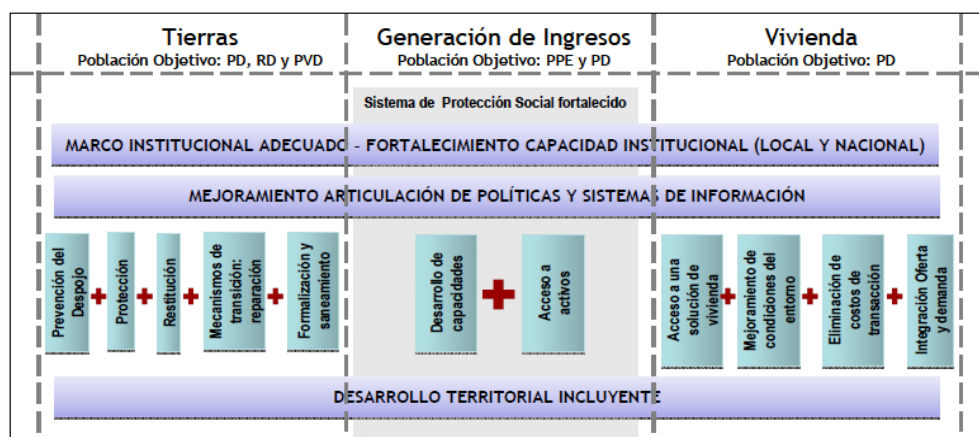 Tierras
Población Objetivo: PD, RD y PVD
Generación de Ingresos
Población Objetivo: PPE y PD
Vivienda
Población Objetivo: PD
Sistema de Protección Social fortalecido
MARCO INSTITUCIONAL ADECUADO - FORTALECIMIENTO CAPACIDAD INSTITUCIONAL (LOCAL Y NACIONAL)
MEJORAMIENTO ARTICULACIÓN DE POLÍTICAS Y SISTEMAS DE INFORMACIÓN
Prevención del
Despojo
Protección
Restitución
Mecanismos de
transición:
reparación
Formalización y
saneamiento
Desarrollo de
capacidades
Acceso a
activos
Acceso a una
solución de
vivienda
Mejoramiento de
condiciones del
entorno
Eliminación de
costos de
transacción
Integración Oferta
y demanda
DESARROLLO TERRITORIAL INCLUYENTE